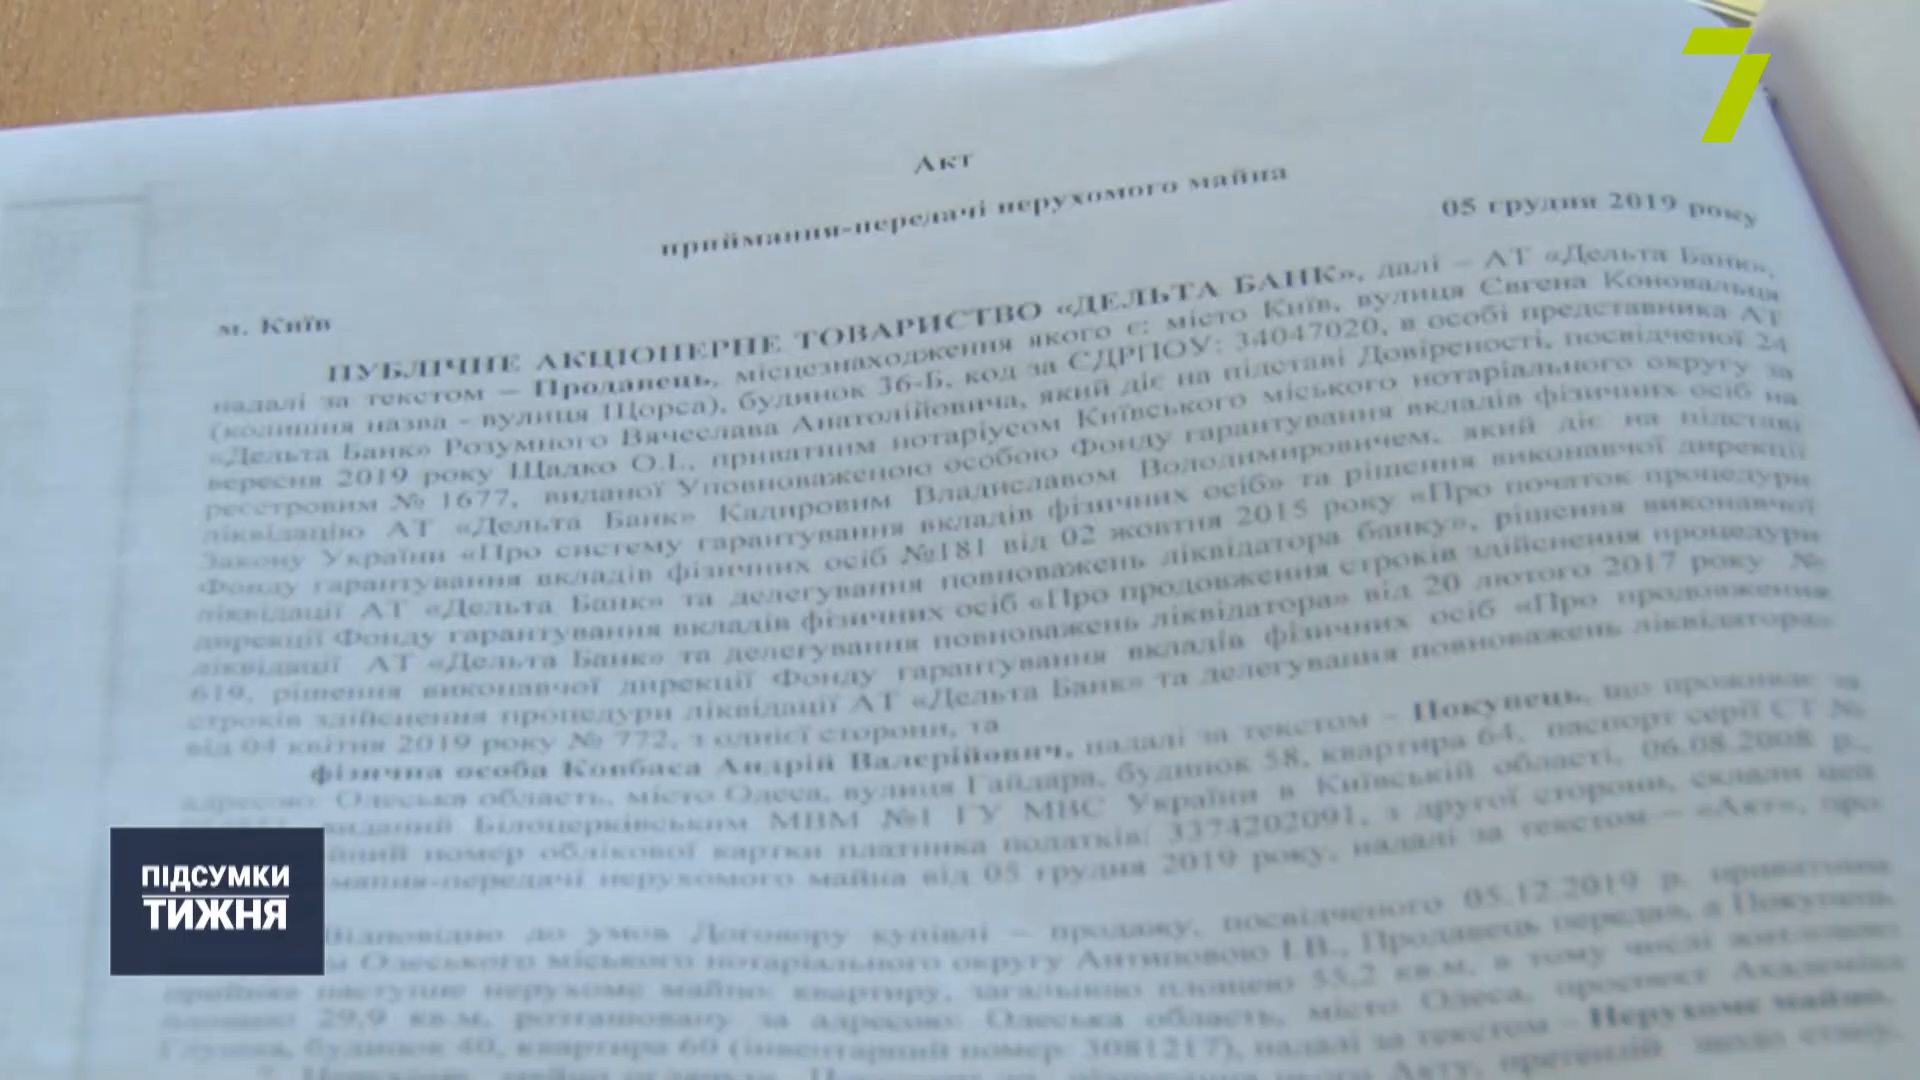 7
Акт
приймання-передачі нерухомого майна
05 грудня 2019 року
м. Київ
ПУБЛІЧНЕ АКЦІОНЕРНЕ ТОВАРИСТВО «ДЕЛЬТА БАНК», далі – АТ «Дельта Банк»,
надалі за текстом – Продавець, місцезнаходження якого є: місто Київ, вулиця Євгена Коновальця
(колишня назва - вулиця Щорса), будинок 36-Б, код за ЄДРПОУ: 34047020, в особі представника АТ
«Дельта Банк» Розумного Вячеслава Анатолійовича, який діє на підставі Довіреності, посвідченої 24
вересня 2019 року Щадко О.І., приватним нотаріусом Київського міського нотаріального округу за
реєстровим № 1677, виданої Уповноваженою особою Фонду гарантування вкладів фізичних осіб на
ліквідацію АТ «Дельта Банк» Кадировим Владиславом Володимировичем, який діє на підставі
Закону України «Про систему гарантування вкладів фізичних осіб» та рішення виконавчої дирекції
Фонду гарантування вкладів фізичних осіб №181 від 02 жовтня 2015 року «Про початок процедури
ліквідації АТ «Дельта Банк» та делегування повноважень ліквідатора банку», рішення виконавчої
дирекції Фонду гарантування вкладів фізичних осіб «Про продовження строків здійснення процедури
ліквідації АТ «Дельта Банк» та делегування повноважень ліквідатора» від 20 лютого 2017 року №
619, рішення виконавчої дирекції Фонду гарантування вкладів фізичних осіб «Про продовження
строків здійснення процедури ліквідації АТ «Дельта Банк» та делегування повноважень ліквідатора»
від 04 квітня 2019 року № 772, з однієї сторони, та
фізична особа Ковбаса Андрій Валерійович, надалі за текстом – Покупець, що проживає за
адресою: Одеська область, місто Одеса, вулиця Гайдара, будинок 58, квартира 64, паспорт серії СТ №
виданий Білоцерківським МВМ №1 ГУ МВС України в Київській області, 06.08.2008 р.,
номер облікової картки платника податків: 3374202091, з другої сторони, склали цей
мання-передачі нерухомого майна від 05 грудня 2019 року, надалі за текстом – «Акт», про
Відповідно до умов Договору купівлі – продажу, посвідченого 05.12.2019 р. приватним
Одеського міського нотаріального округу Антиповою І.В., Продавець передав, а Покупець
прийняв наступне нерухоме майно: квартиру, загальною площею 55,2 кв.м, в тому числі житловою
площею 29,9 кв.м, розташовану за адресою: Одеська область, місто Одеса, проспект Академіка
Глушка, будинок 40, квартира 60 (інвентарний номер: 3081217), надалі за текстом – Нерухоме майно.
ПІДСУМКИ
ТИЖНЯ